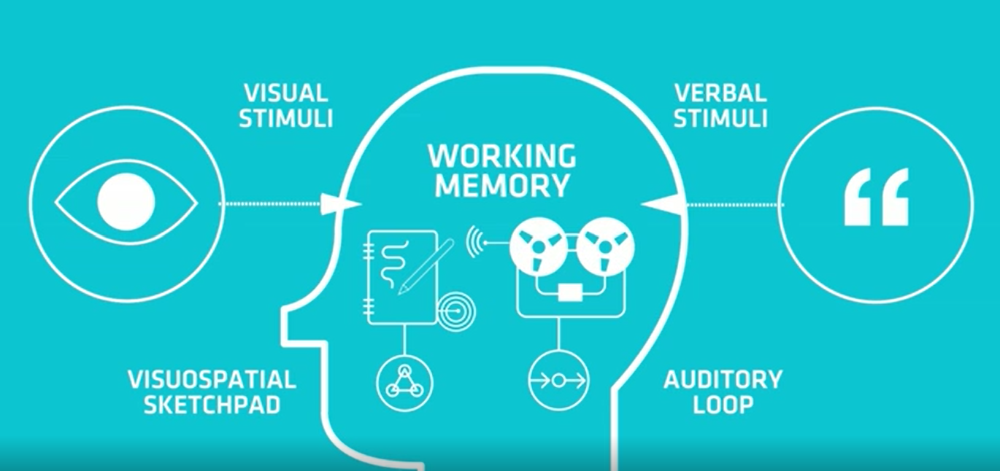 VISUAL
STIMULI
VERBAL
STIMULI
WORKING
MEMORY
VISUOSPATIAL
SKETCHPAD
AUDITORY
LOOP